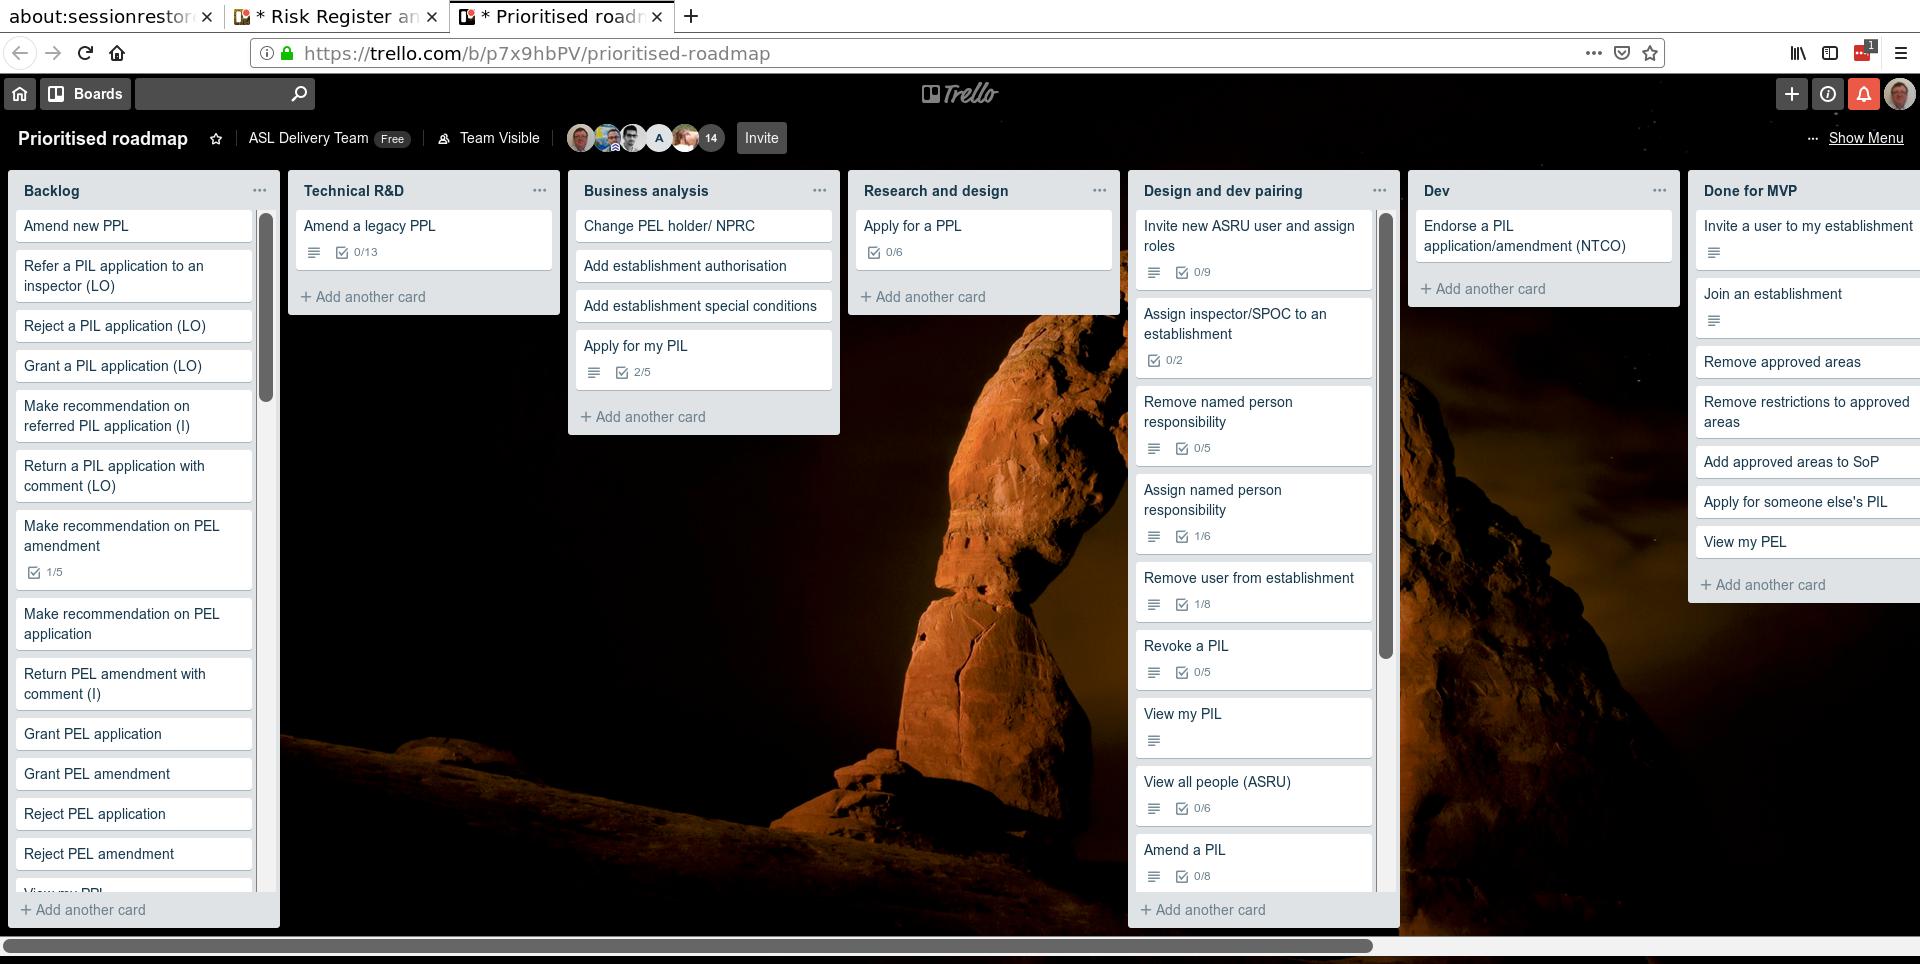 about:sessionrestor
* Risk Register an
* Prioritised roadr
https://trello.com/b/p7x9hbPV/prioritised-roadmap
1
Boards
Trello
Prioritised roadmap
ASL Delivery Team
Free
Team Visible
A
14
Invite
Show Menu
Backlog
Amend new PPL
Refer a PIL application to an
inspector (LO)
Reject a PIL application (LO)
Grant a PIL application (LO)
Make recommendation on
referred PIL application (I)
Return a PIL application with
comment (LO)
Make recommendation on PEL
amendment
1/5
Make recommendation on PEL
application
Return PEL amendment with
comment (I)
Grant PEL application
Grant PEL amendment
Reject PEL application
Reject PEL amendment
View my PPL
+ Add another card
Technical R&D
Amend a legacy PPL
0/13
+ Add another card
Business analysis
Change PEL holder/ NPRC
Add establishment authorisation
Add establishment special conditions
Apply for my PIL
2/5
+ Add another card
Research and design
Apply for a PPL
0/6
+ Add another card
Design and dev pairing
Invite new ASRU user and assign
roles
0/9
Assign inspector/SPOC to an
establishment
0/2
Remove named person
responsibility
0/5
Assign named person
responsibility
1/6
Remove user from establishment
1/8
Revoke a PIL
0/5
View my PIL
View all people (ASRU)
0/6
Amend a PIL
0/8
+ Add another card
Dev
Endorse a PIL
application/amendment (NTCO)
+ Add another card
Done for MVP
Invite a user to my establishment
Join an establishment
Remove approved areas
Remove restrictions to approved
areas
Add approved areas to SoP
Apply for someone else's PIL
View my PEL
+ Add another card